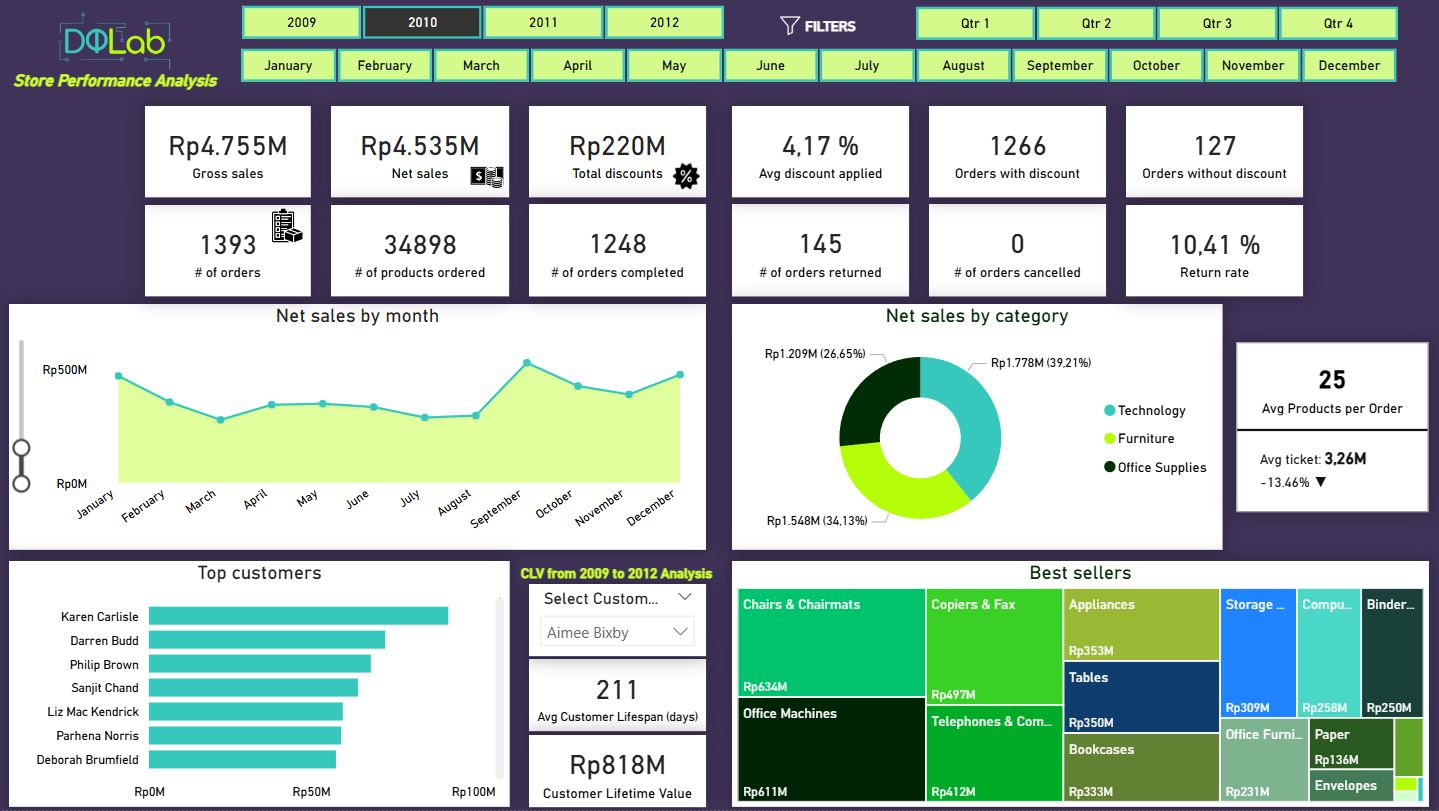 DQLab
Store Performance Analysis
2009
2010
2011
2012
FILTERS
Qtr 1
Qtr 2
Qtr 3
Qtr 4
January
February
March
April
May
June
July
August
September
October
November
December
Rp4.755M
Gross sales
Rp4.535M
Net sales
Rp220M
Total discounts
4,17 %
Avg discount applied
1266
Orders with discount
127
Orders without discount
1393
# of orders
34898
# of products ordered
1248
# of orders completed
145
# of orders returned
0
# of orders cancelled
10,41 %
Return rate
Net sales by month
Rp500M
Rp0M
January
February
March
April
May
June
July
August
September
October
November
December
Net sales by category
Rp1.209M (26,65%)
Rp1.778M (39,21%)
Rp1.548M (34,13%)
Technology
Furniture
Office Supplies
25
Avg Products per Order
Avg ticket: 3,26M
-13.46% ▼
Top customers
Karen Carlisle
Darren Budd
Philip Brown
Sanjit Chand
Liz Mac Kendrick
Parhena Norris
Deborah Brumfield
Rp0M
Rp50M
Rp100M
CLV from 2009 to 2012 Analysis
Select Custom...
Aimee Bixby
211
Avg Customer Lifespan (days)
Rp818M
Customer Lifetime Value
Best sellers
Chairs & Chairmats
Rp634M
Office Machines
Rp611M
Copiers & Fax
Rp497M
Telephones & Com...
Rp412M
Appliances
Rp353M
Tables
Rp350M
Bookcases
Rp333M
Storage ...
Rp309M
Compu...
Rp258M
Binder...
Rp250M
Office Furni...
Rp231M
Paper
Rp136M
Envelopes